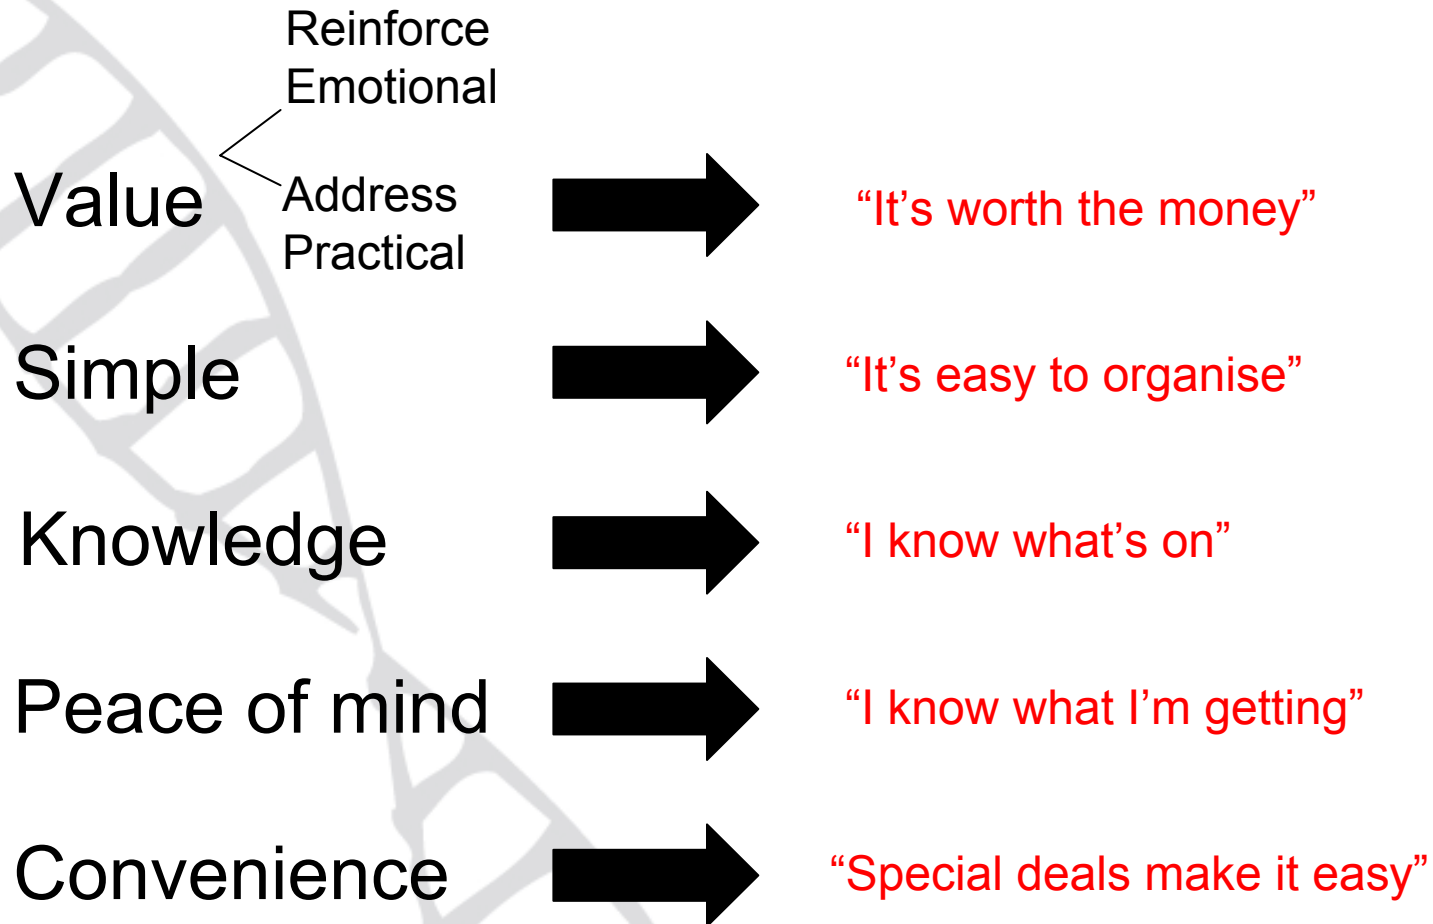 Reinforce
Emotional
Value
Address
Practical
“It’s worth the money”
Simple
“It’s easy to organise”
Knowledge
“I know what’s on”
Peace of mind
“I know what I’m getting”
Convenience
“Special deals make it easy”